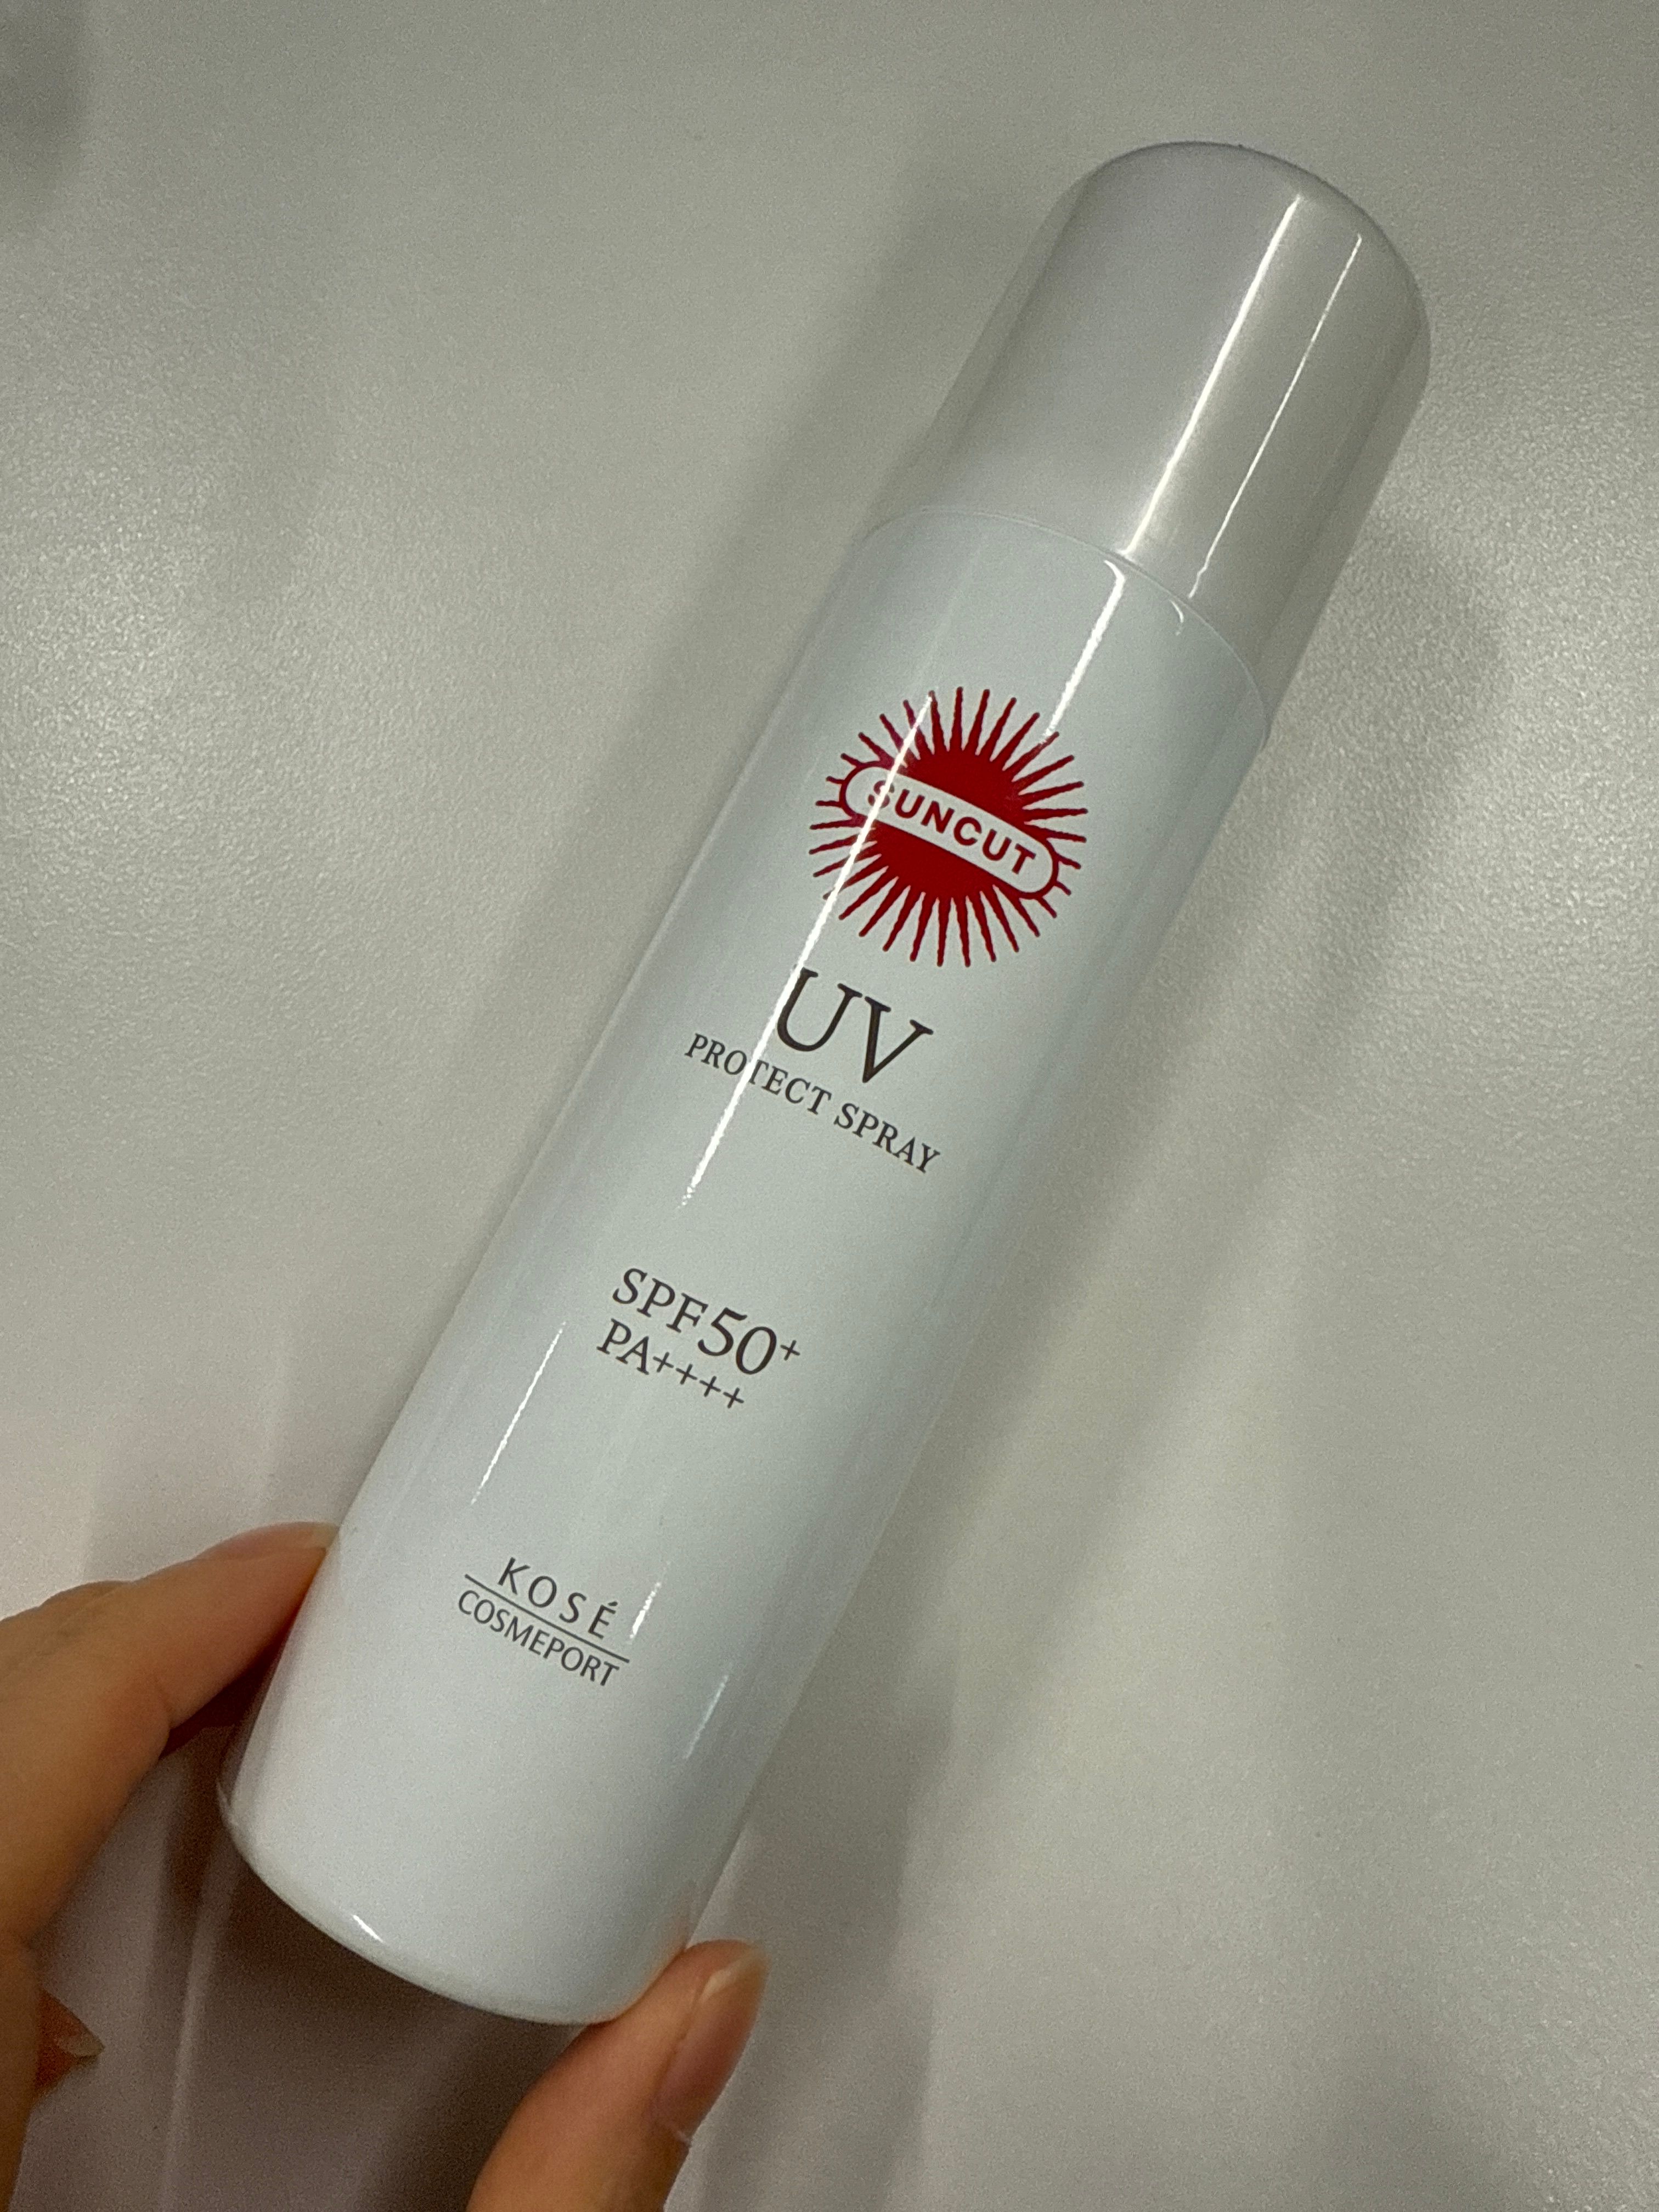 SUNCUT
UV
PROTECT SPRAY
SPF50+
PA++++
KOSÉ
COSMEPORT